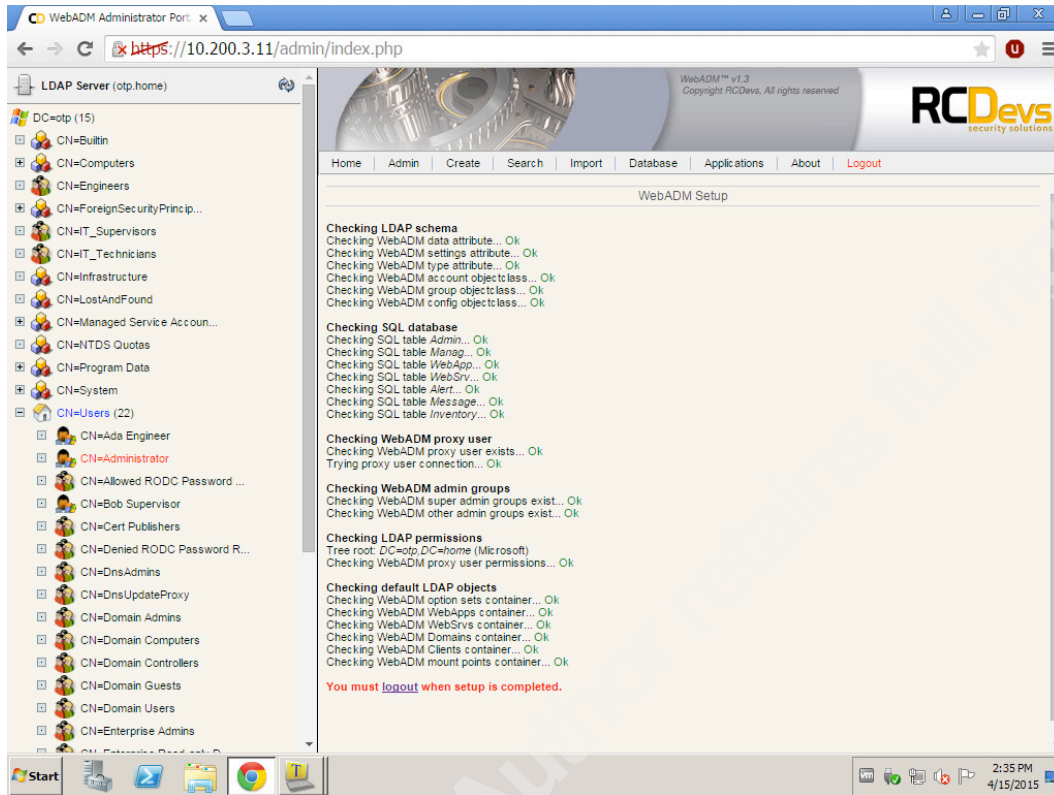 WebADM Administrator Port
https://10.200.3.11/admin/index.php
LDAP Server (otp.home)
DC=otp (15)
CN=Builtin
CN=Computers
CN=Engineers
CN=ForeignSecurityPrincip...
CN=IT_Supervisors
CN=IT_Technicians
CN=Infrastructure
CN=LostAndFound
CN=Managed Service Accoun...
CN=NTDS Quotas
CN=Program Data
CN=System
CN=Users (22)
CN=Ada Engineer
CN=Administrator
CN=Allowed RODC Password ...
CN=Bob Supervisor
CN=Cert Publishers
CN=Denied RODC Password R...
CN=DnsAdmins
CN=DnsUpdateProxy
CN=Domain Admins
CN=Domain Computers
CN=Domain Controllers
CN=Domain Guests
CN=Domain Users
CN=Enterprise Admins
WebADM™ v1.3
Copyright RCDevs, All rights reserved
RCDevs
security solutions
Home | Admin | Create | Search | Import | Database | Applications | About | Logout
WebADM Setup
Checking LDAP schema
Checking WebADM data attribute... Ok
Checking WebADM settings attribute... Ok
Checking WebADM type attribute... Ok
Checking WebADM account objectclass... Ok
Checking WebADM group objectclass... Ok
Checking WebADM config objectclass... Ok
Checking SQL database
Checking SQL table Admin... Ok
Checking SQL table Manag... Ok
Checking SQL table WebApp... Ok
Checking SQL table WebSrv... Ok
Checking SQL table Alert... Ok
Checking SQL table Message... Ok
Checking SQL table Inventory... Ok
Checking WebADM proxy user
Checking WebADM proxy user exists... Ok
Trying proxy user connection... Ok
Checking WebADM admin groups
Checking WebADM super admin groups exist... Ok
Checking WebADM other admin groups exist... Ok
Checking LDAP permissions
Tree root: DC=otp,DC=home (Microsoft)
Checking WebADM proxy user permissions... Ok
Checking default LDAP objects
Checking WebADM option sets container... Ok
Checking WebADM WebApps container... Ok
Checking WebADM WebSrvs container... Ok
Checking WebADM Domains container... Ok
Checking WebADM Clients container... Ok
Checking WebADM mount points container... Ok
You must logout when setup is completed.
Start
2:35 PM
4/15/2015